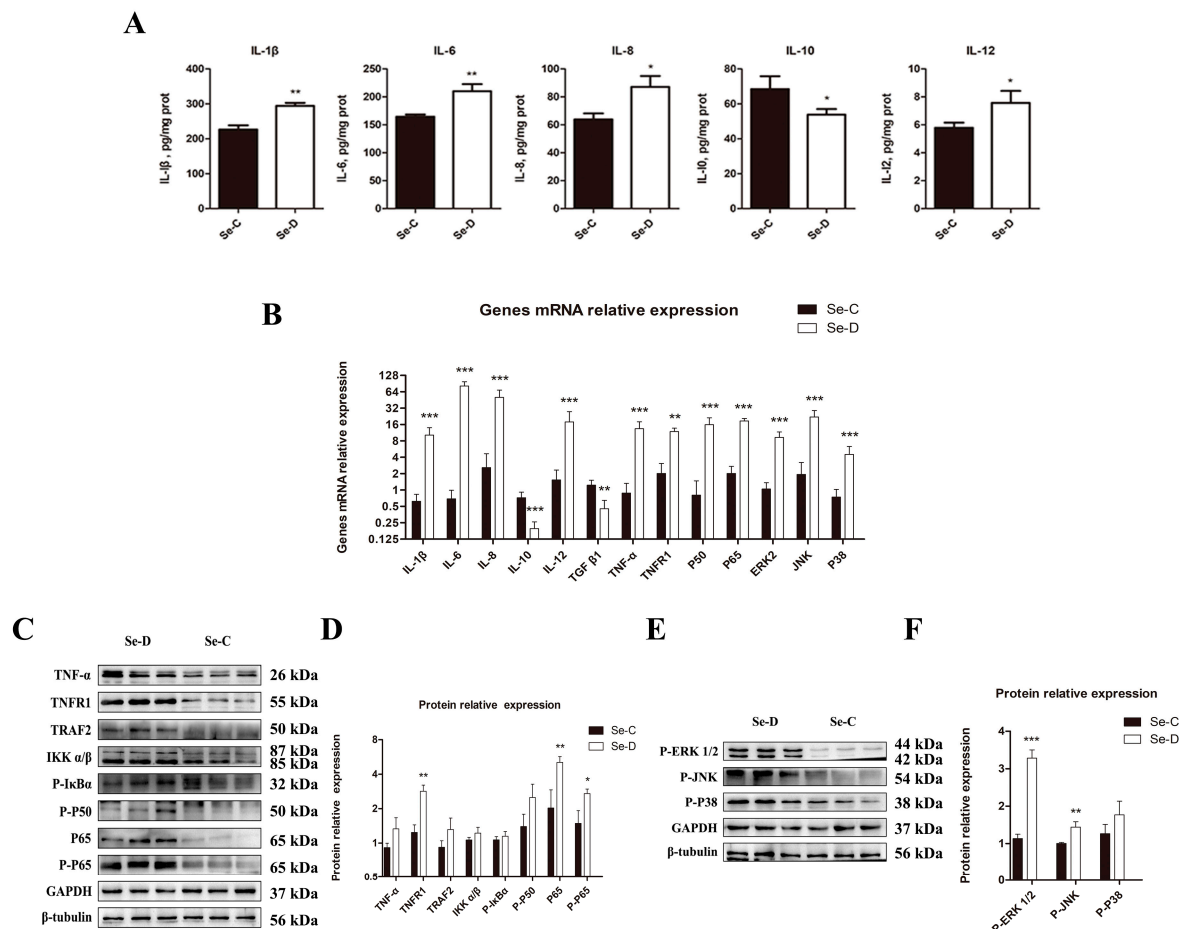 A
IL-1β
IL-6
IL-8
IL-10
IL-12
IL-Iβ , pg/mg prot
400
300
200
100
0
**
Se-C
Se-D
IL-6, pg/mg prot
250
200
150
100
50
0
**
Se-C
Se-D
IL-8, pg/mg prot
100
80
60
40
20
0
*
Se-C
Se-D
IL-I0, pg/mg prot
80
60
40
20
0
*
Se-C
Se-D
IL-I2, pg/mg prot
10
8
6
4
2
0
*
Se-C
Se-D
B
Genes mRNA relative expression
Se-C
Se-D
Genes mRNA relative expression
128
64
32
16
8
4
2
1
0.5
0.25
0.125
*** *** *** *** *** ** *** ** *** *** *** *** ***
IL-1β
IL-6
IL-8
IL-10
IL-12
TGF β1
TNF-α
TNFR1
P50
P65
ERK2
JNK
P38
C
Se-D Se-C
TNF-α 26 kDa
TNFR1 55 kDa
TRAF2 50 kDa
IKK α/β 87 kDa
85 kDa
P-IκBα 32 kDa
P-P50 50 kDa
P65 65 kDa
P-P65 65 kDa
GAPDH 37 kDa
β-tubulin 56 kDa
D
Protein relative expression
Se-C
Se-D
Protein relative expression
8
4
2
1
0.5
** ** *
TNF-α
TNFR1
TRAF2
IKK α/β
P-IκBα
P-P50
P65
P-P65
E
Se-D Se-C
P-ERK 1/2 44 kDa
42 kDa
P-JNK 54 kDa
P-P38 38 kDa
GAPDH 37 kDa
β-tubulin 56 kDa
F
Protein relative expression
Se-C
Se-D
Protein relative expression
4
3
2
1
0
*** **
P-ERK 1/2
P-JNK
P-P38